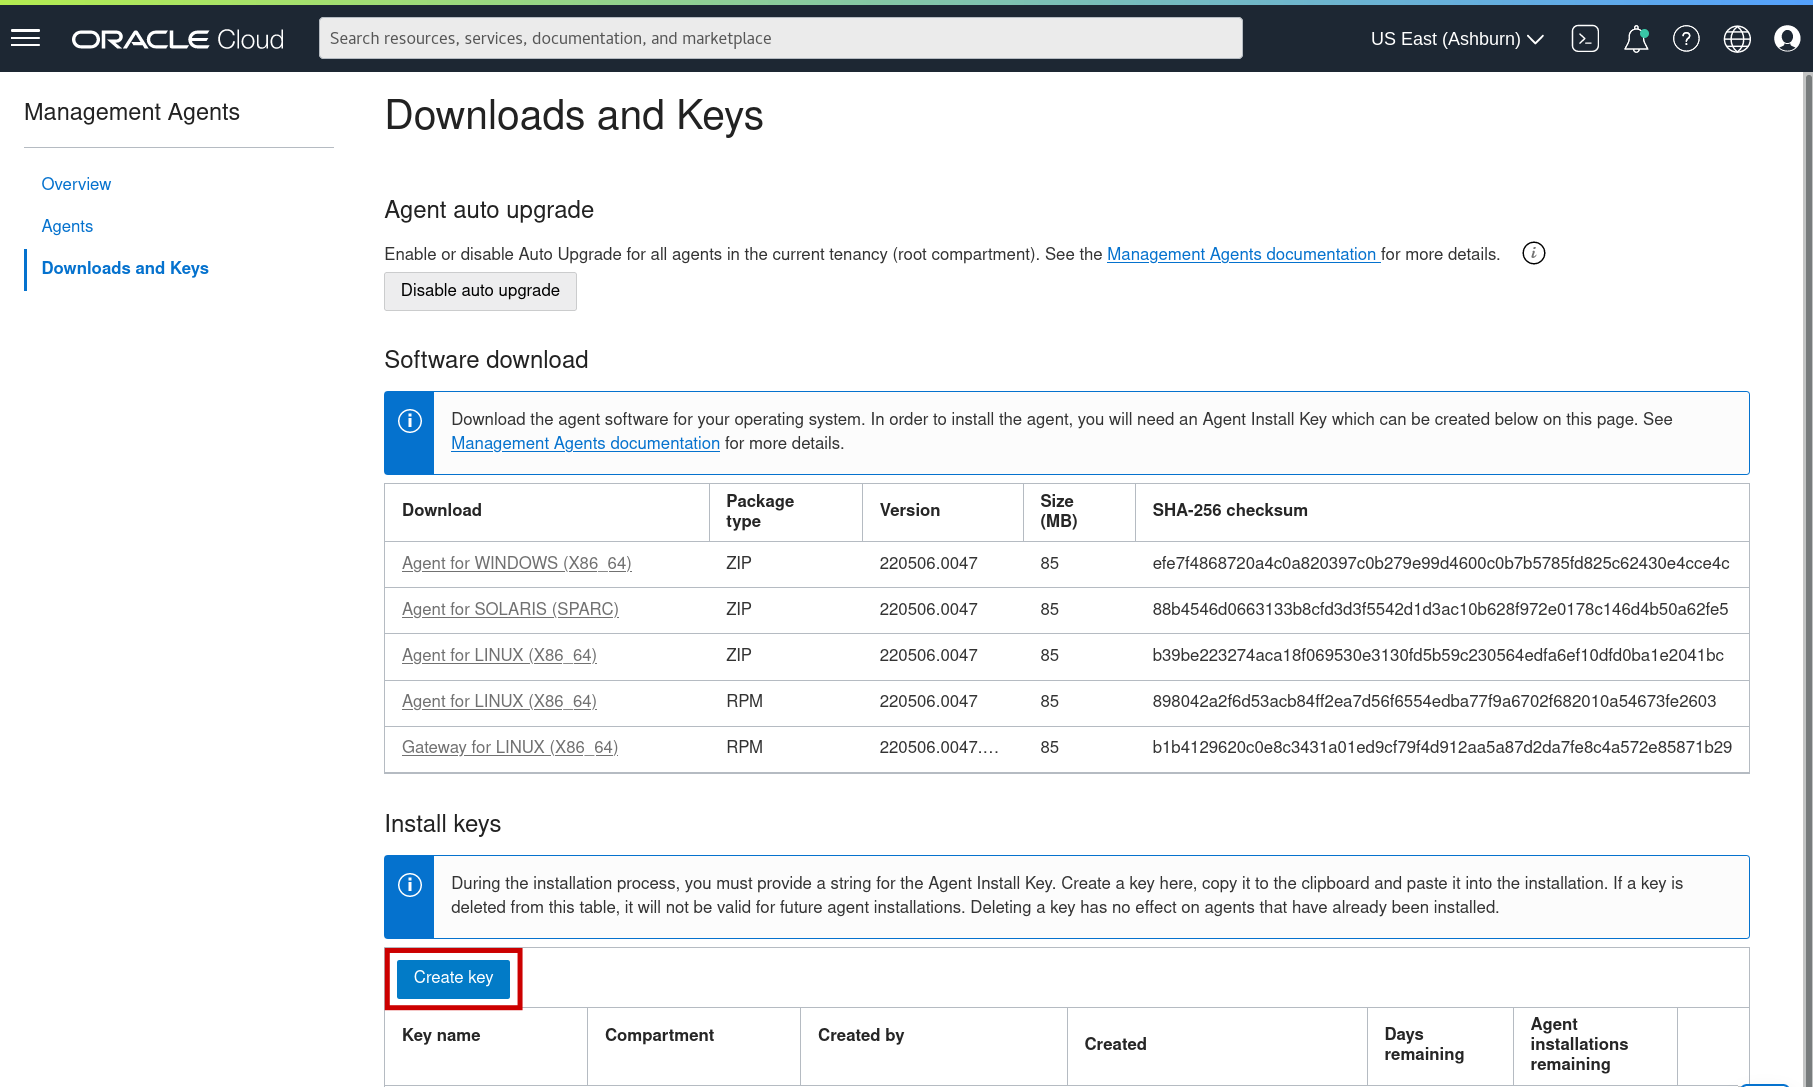 ORACLE Cloud
Search resources, services, documentation, and marketplace
US East (Ashburn)
Management Agents
Overview
Agents
Downloads and Keys
Downloads and Keys
Agent auto upgrade
Enable or disable Auto Upgrade for all agents in the current tenancy (root compartment). See the Management Agents documentation for more details.
Disable auto upgrade
Software download
Download the agent software for your operating system. In order to install the agent, you will need an Agent Install Key which can be created below on this page. See
Management Agents documentation for more details.
Download Package type Version Size (MB) SHA-256 checksum
Agent for WINDOWS (X86_64) ZIP 220506.0047 85 efe7f4868720a4c0a820397c0b279e99d4600c0b7b5785fd825c62430e4cce4c
Agent for SOLARIS (SPARC) ZIP 220506.0047 85 88b4546d0663133b8cfd3d3f5542d1d3ac10b628f972e0178c146d4b50a62fe5
Agent for LINUX (X86_64) ZIP 220506.0047 85 b39be223274aca18f069530e3130fd5b59c230564edfa6ef10dfd0ba1e2041bc
Agent for LINUX (X86_64) RPM 220506.0047 85 898042a2f6d53acb84ff2ea7d56f6554edba77f9a6702f682010a54673fe2603
Gateway for LINUX (X86_64) RPM 220506.0047.… 85 b1b4129620c0e8c3431a01ed9cf79f4d912aa5a87d2da7fe8c4a572e85871b29
Install keys
During the installation process, you must provide a string for the Agent Install Key. Create a key here, copy it to the clipboard and paste it into the installation. If a key is
deleted from this table, it will not be valid for future agent installations. Deleting a key has no effect on agents that have already been installed.
Create key
Key name Compartment Created by Created Days remaining Agent installations remaining